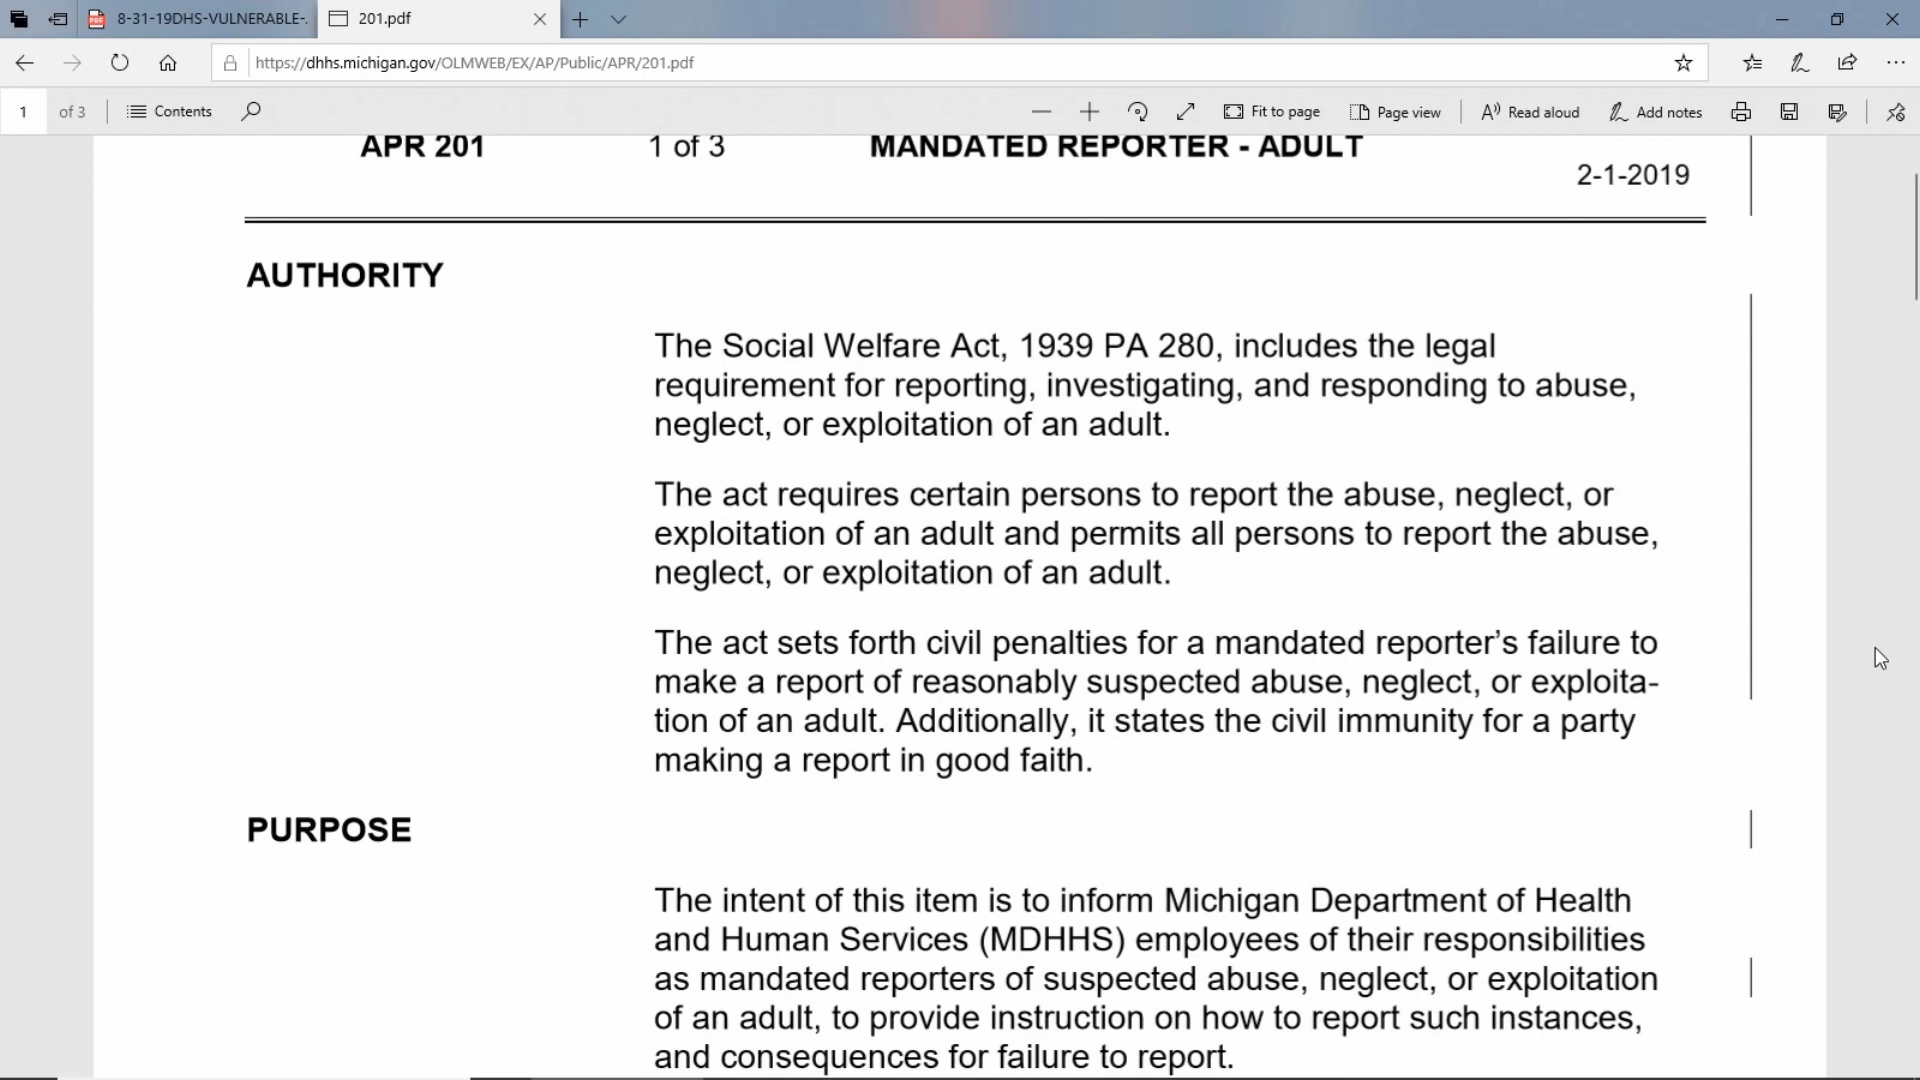 8-31-19DHS-VULNERABLE-.
201.pdf
https://dhhs.michigan.gov/OLMWEB/EX/AP/Public/APR/201.pdf
1 of 3 Contents Fit to page Page view Read aloud Add notes
APR 201 1 of 3 MANDATED REPORTER - ADULT
2-1-2019
AUTHORITY
The Social Welfare Act, 1939 PA 280, includes the legal
requirement for reporting, investigating, and responding to abuse,
neglect, or exploitation of an adult.
The act requires certain persons to report the abuse, neglect, or
exploitation of an adult and permits all persons to report the abuse,
neglect, or exploitation of an adult.
The act sets forth civil penalties for a mandated reporter’s failure to
make a report of reasonably suspected abuse, neglect, or exploita-
tion of an adult. Additionally, it states the civil immunity for a party
making a report in good faith.
PURPOSE
The intent of this item is to inform Michigan Department of Health
and Human Services (MDHHS) employees of their responsibilities
as mandated reporters of suspected abuse, neglect, or exploitation
of an adult, to provide instruction on how to report such instances,
and consequences for failure to report.